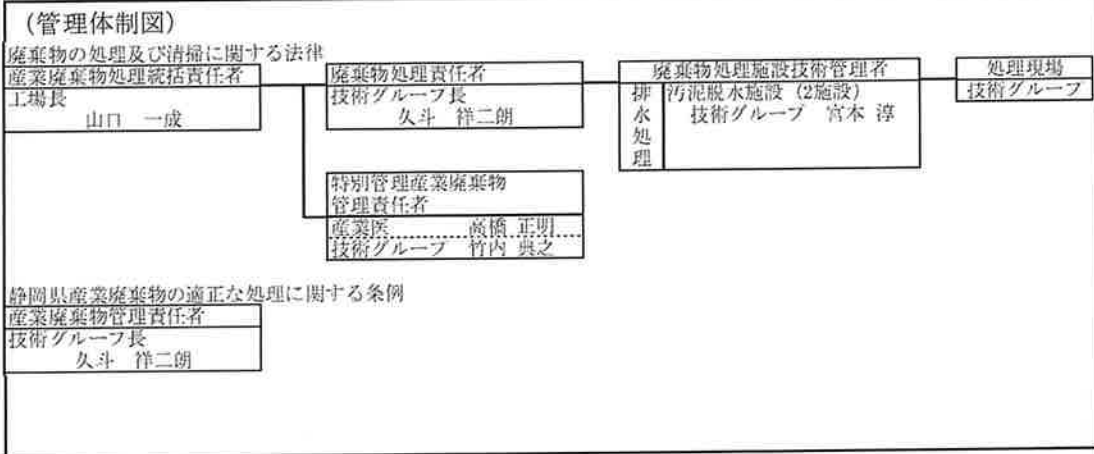 (管理体制図)
廃棄物の処理及び清掃に関する法律
産業廃棄物処理統括責任者
工場長
山口 一成
廃棄物処理責任者
技術グループ長
久斗 祥二朗
廃棄物処理施設技術管理者
排水処理
汚泥脱水施設 (2施設)
技術グループ 宮本 淳
処理現場
技術グループ
特別管理産業廃棄物
管理責任者
産業医 高橋 正明
技術グループ 竹内 與之
静岡県産業廃棄物の適正な処理に関する条例
産業廃棄物管理責任者
技術グループ長
久斗 祥二朗